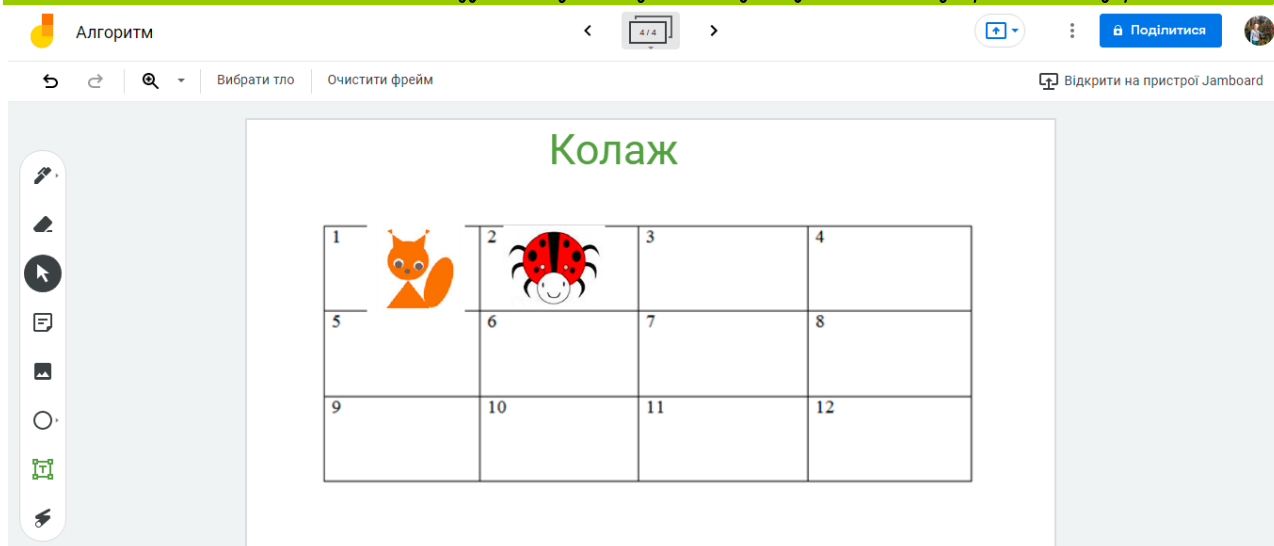 Алгоритм
4 / 4
Поділитися
Вибрати тло
Очистити фрейм
Відкрити на пристрої Jamboard
Колаж
1 2 3 4
5 6 7 8
9 10 11 12